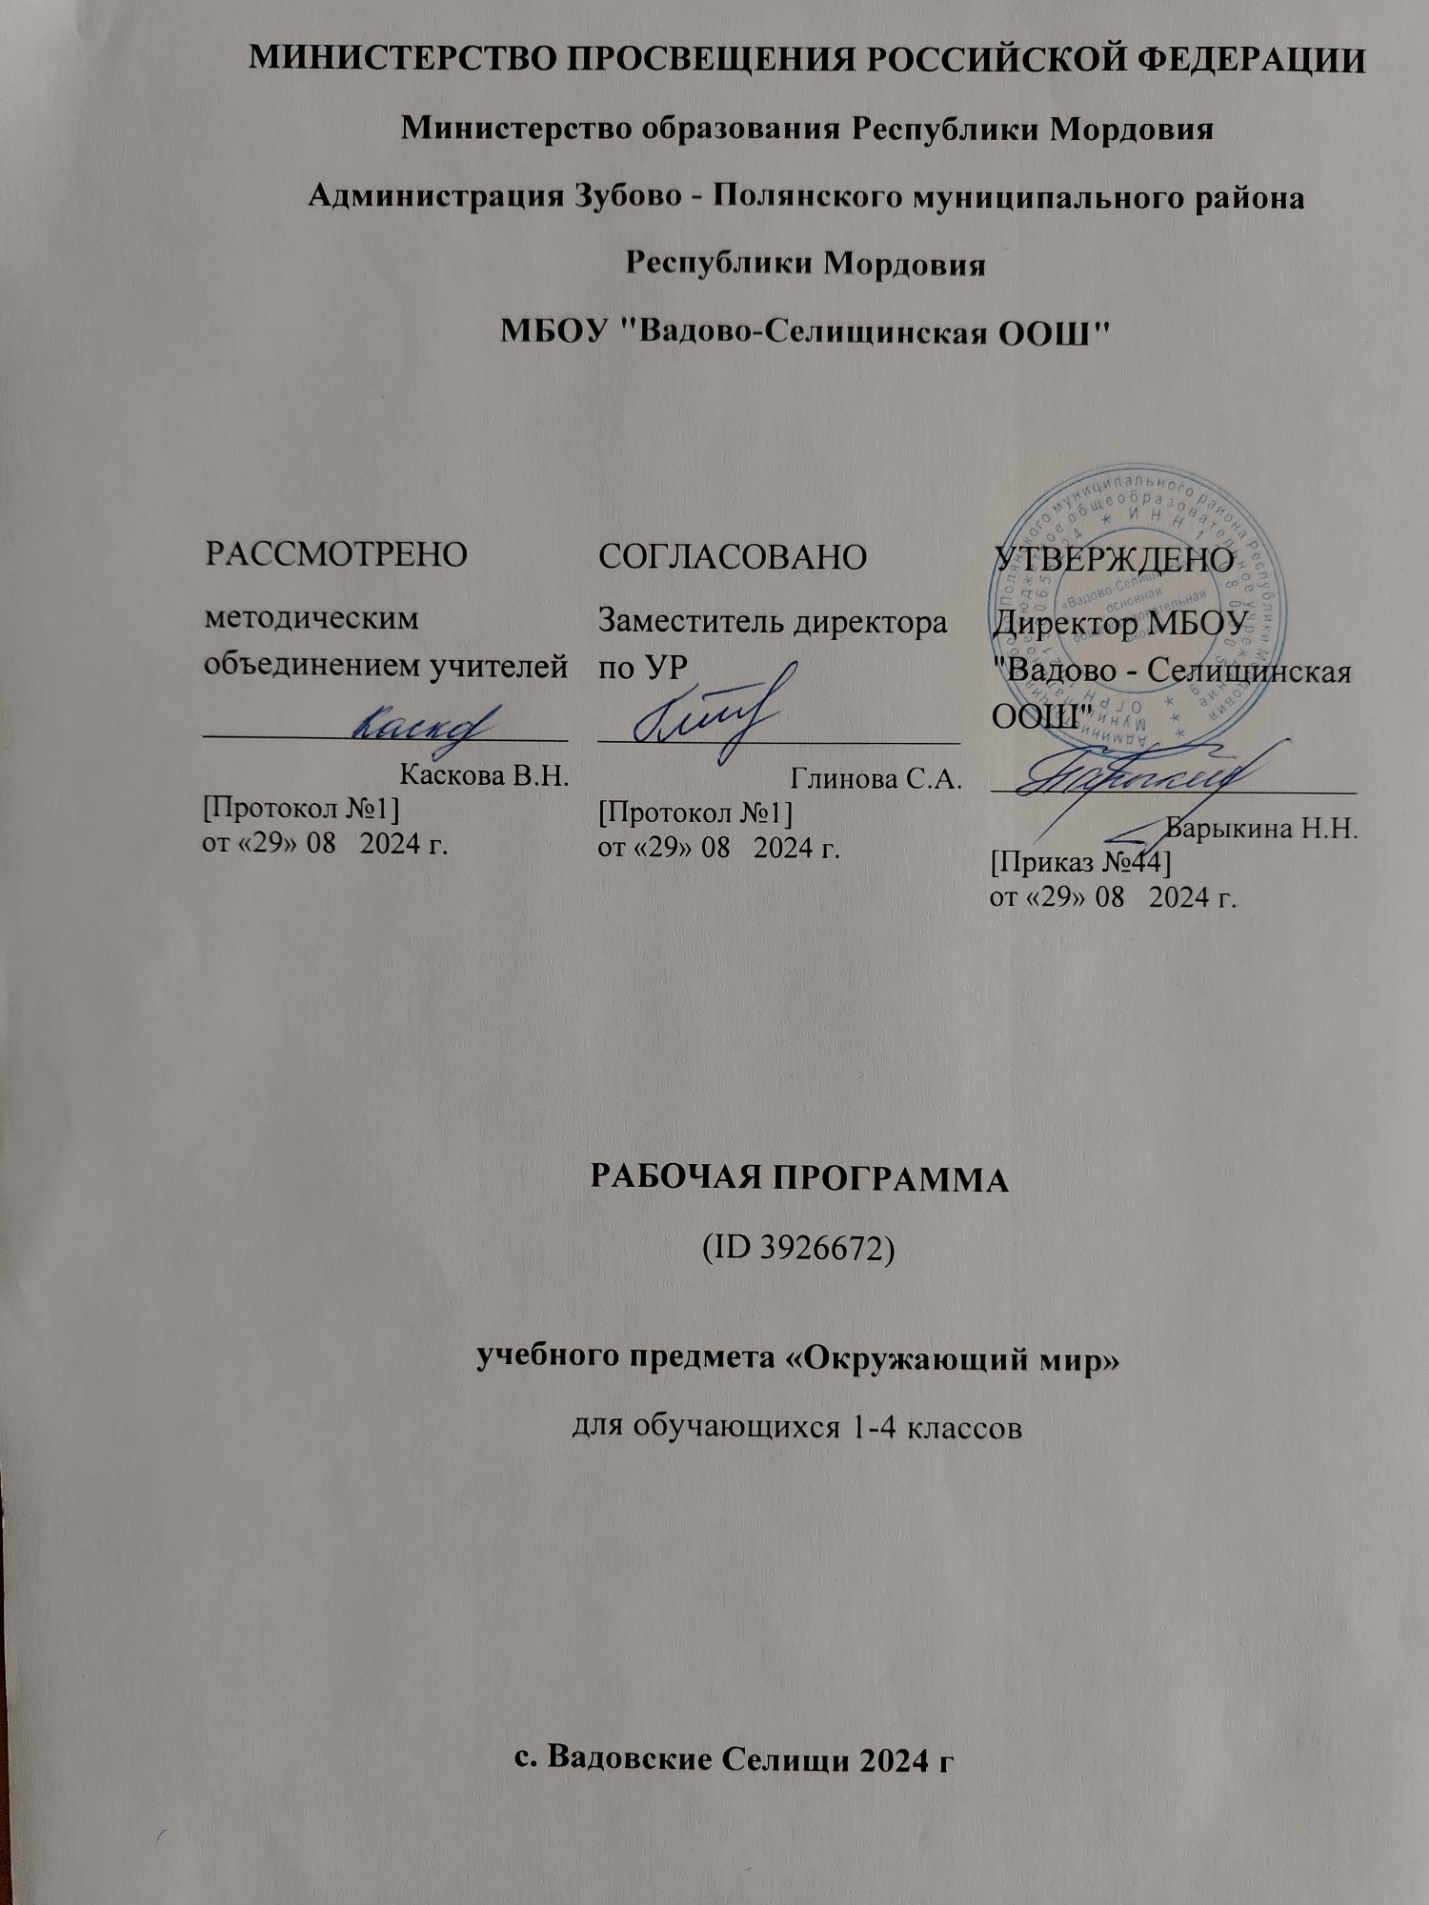 МИНИСТЕРСТВО ПРОСВЕЩЕНИЯ РОССИЙСКОЙ ФЕДЕРАЦИИ
Министерство образования Республики Мордовия
Администрация Зубово - Полянского муниципального района
Республики Мордовия
МБОУ "Вадово-Селищинская ООШ"
РАССМОТРЕНО
методическим
объединением учителей
Каскова В.Н.
[Протокол №1]
от «29» 08 2024 г.
СОГЛАСОВАНО
Заместитель директора
по УР
Глинова С.А.
[Протокол №1]
от «29» 08 2024 г.
УТВЕРЖДЕНО
Директор МБОУ
"Вадово - Селищинская
ООШ"
Барыкина Н.Н.
[Приказ №44]
от «29» 08 2024 г.
РАБОЧАЯ ПРОГРАММА
(ID 3926672)
учебного предмета «Окружающий мир»
для обучающихся 1-4 классов
с. Вадовские Селищи 2024 г